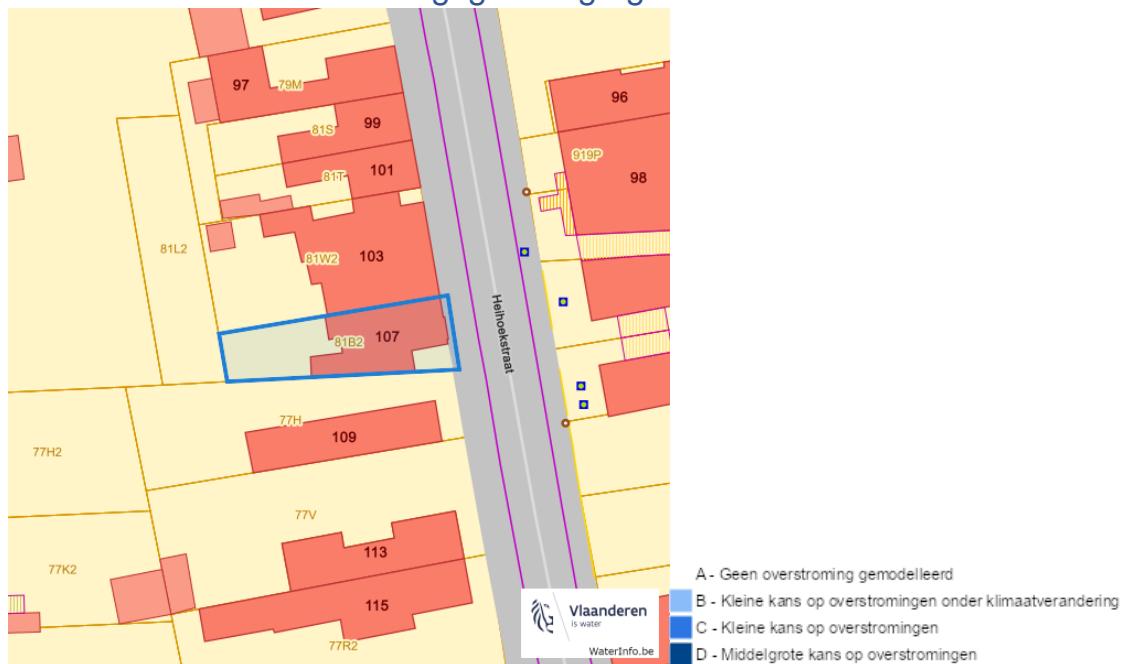 97
79M
96
99
81S
919P
101
81T
98
81L2
103
81W2
Heihoekstraat
107
81B2
77H
109
77H2
77V
113
77K2
115
77R2
Vlaanderen
is water
WaterInfo.be
A - Geen overstroming gemodelleerd
B - Kleine kans op overstromingen onder klimaatverandering
C - Kleine kans op overstromingen
D - Middelgrote kans op overstromingen